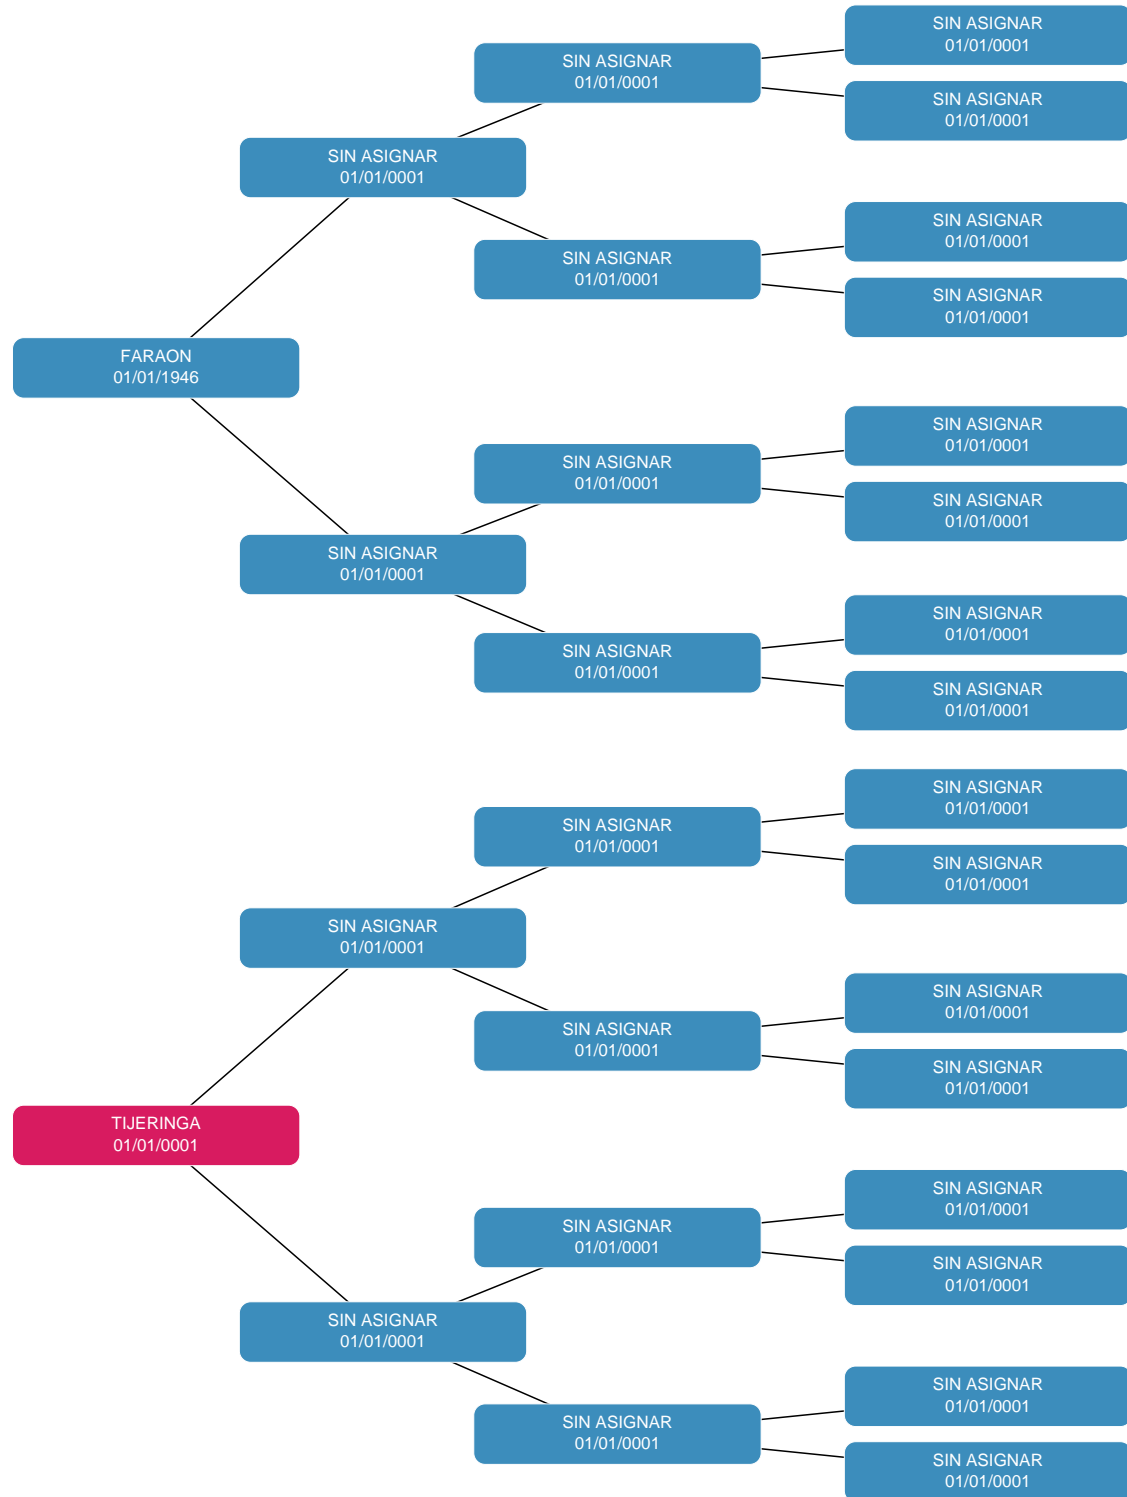 SIN ASIGNAR
01/01/0001
SIN ASIGNAR
01/01/0001
SIN ASIGNAR
01/01/0001
SIN ASIGNAR
01/01/0001
SIN ASIGNAR
01/01/0001
SIN ASIGNAR
01/01/0001
SIN ASIGNAR
01/01/0001
FARAON
01/01/1946
SIN ASIGNAR
01/01/0001
SIN ASIGNAR
01/01/0001
SIN ASIGNAR
01/01/0001
SIN ASIGNAR
01/01/0001
SIN ASIGNAR
01/01/0001
SIN ASIGNAR
01/01/0001
SIN ASIGNAR
01/01/0001
SIN ASIGNAR
01/01/0001
SIN ASIGNAR
01/01/0001
SIN ASIGNAR
01/01/0001
SIN ASIGNAR
01/01/0001
SIN ASIGNAR
01/01/0001
SIN ASIGNAR
01/01/0001
SIN ASIGNAR
01/01/0001
TIJERINGA
01/01/0001
SIN ASIGNAR
01/01/0001
SIN ASIGNAR
01/01/0001
SIN ASIGNAR
01/01/0001
SIN ASIGNAR
01/01/0001
SIN ASIGNAR
01/01/0001
SIN ASIGNAR
01/01/0001
SIN ASIGNAR
01/01/0001